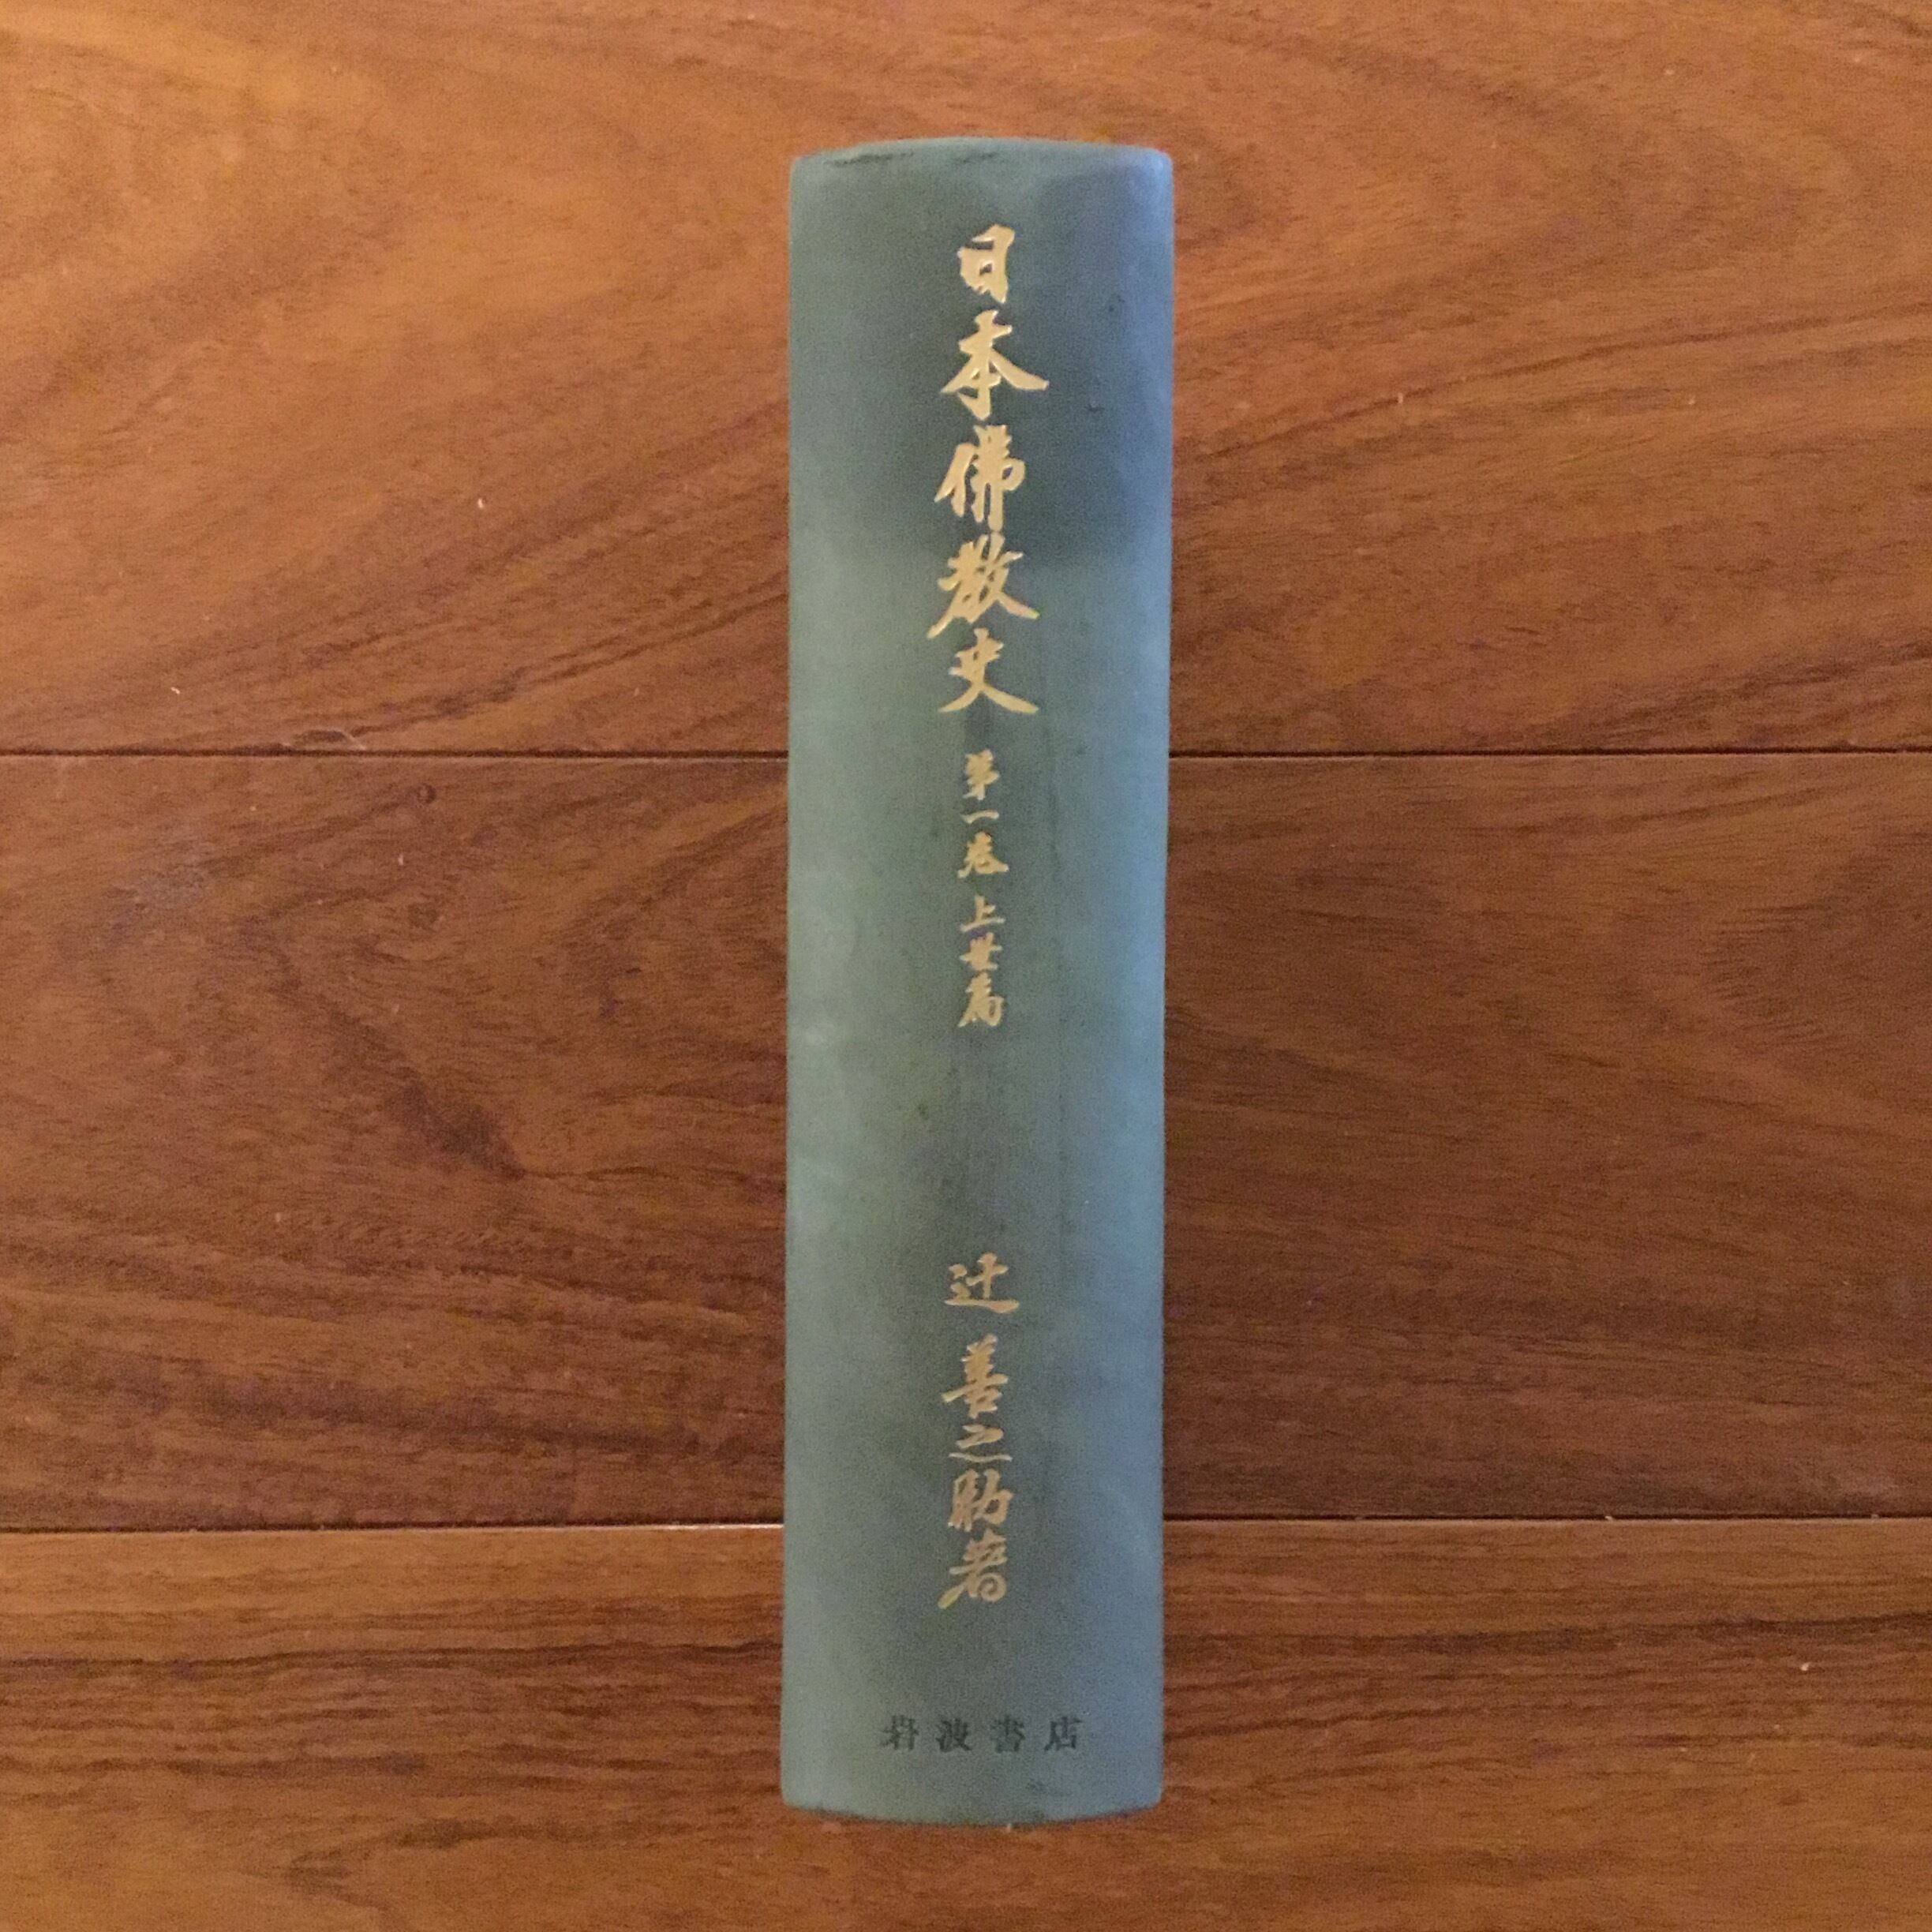 日本佛教史 第一卷 上世篇
辻 善之助著
岩波書店